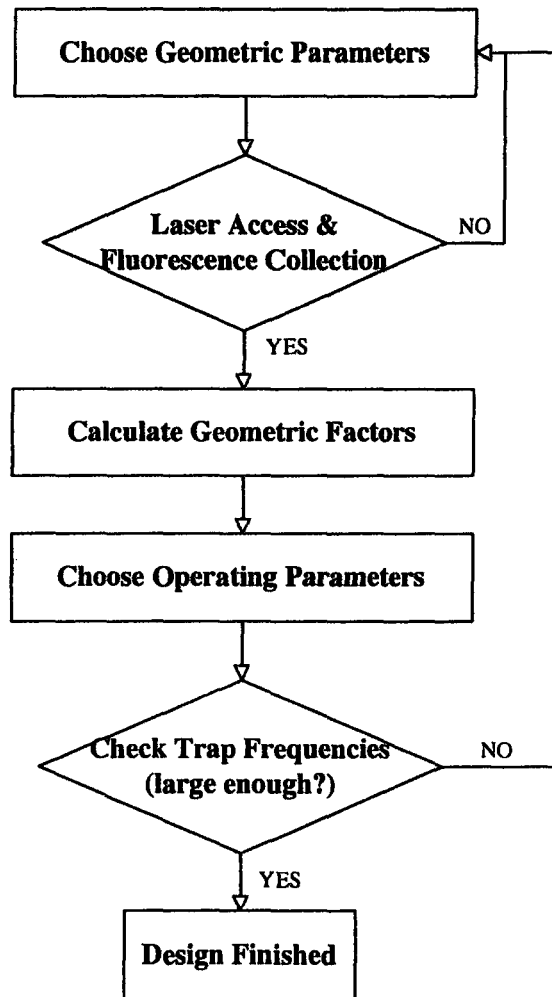 Choose Geometric Parameters
Laser Access &
Fluorescence Collection
NO
YES
Calculate Geometric Factors
Choose Operating Parameters
Check Trap Frequencies
(large enough?)
NO
YES
Design Finished